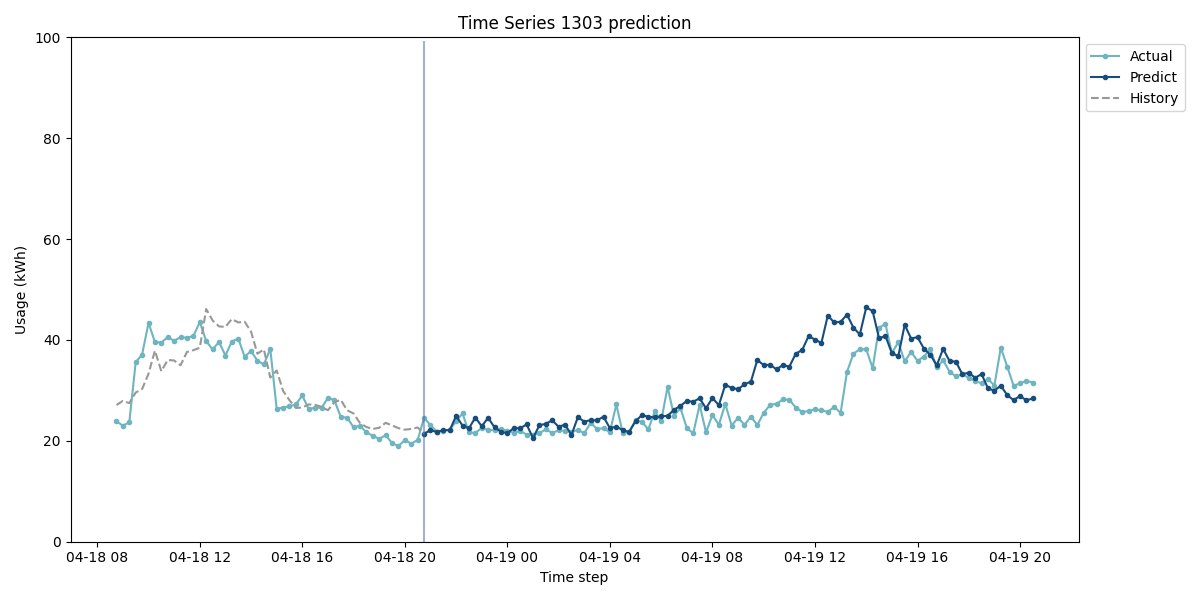 Time Series 1303 prediction
100
80
60
40
20
0
Usage (kWh)
04-18 08
04-18 12
04-18 16
04-18 20
04-19 00
04-19 04
04-19 08
04-19 12
04-19 16
04-19 20
Time step
Actual
Predict
History